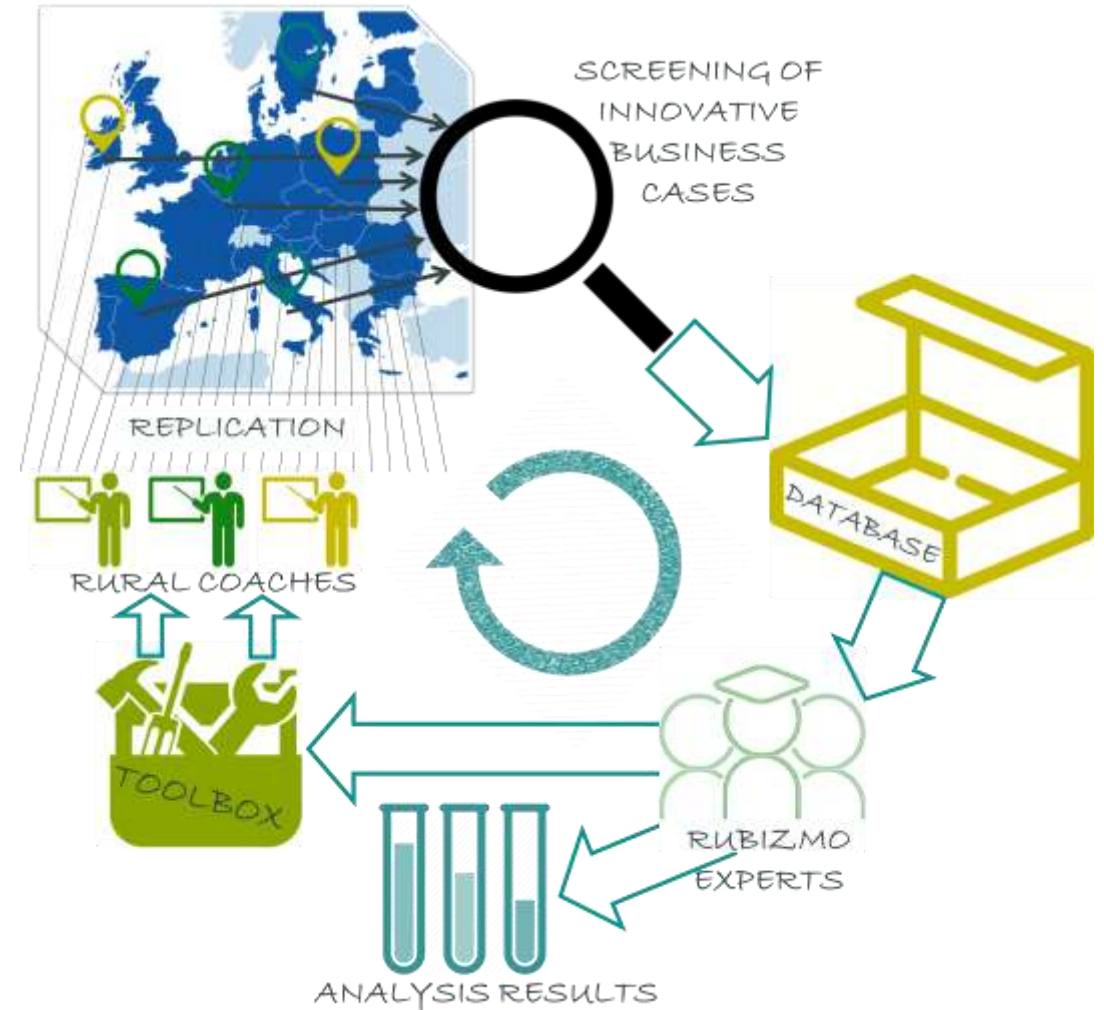 SCREENING OF
INNOVATIVE
BUSINESS
CASES
REPLICATION
RURAL COACHES
DATABASE
TOOLBOX
RUBIZMO
EXPERTS
ANALYSIS RESULTS